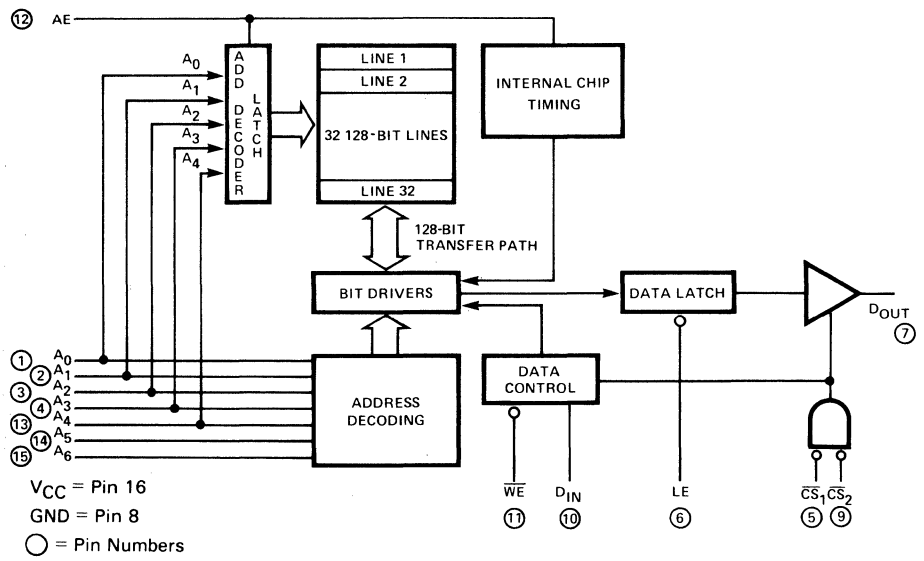 12 AE
A0
A1
A2
A3
A4
ADD DECODER
LATCH
LINE 1
LINE 2
32 128-BIT LINES
LINE 32
INTERNAL CHIP
TIMING
128-BIT
TRANSFER PATH
BIT DRIVERS
DATA LATCH
DOUT
7
1 A0
2 A1
3 A2
4 A3
13 A4
14 A5
15 A6
ADDRESS
DECODING
DATA
CONTROL
W̅E̅
11
DIN
10
LE
6
C̅S̅1
5
C̅S̅2
9
VCC = Pin 16
GND = Pin 8
◯ = Pin Numbers